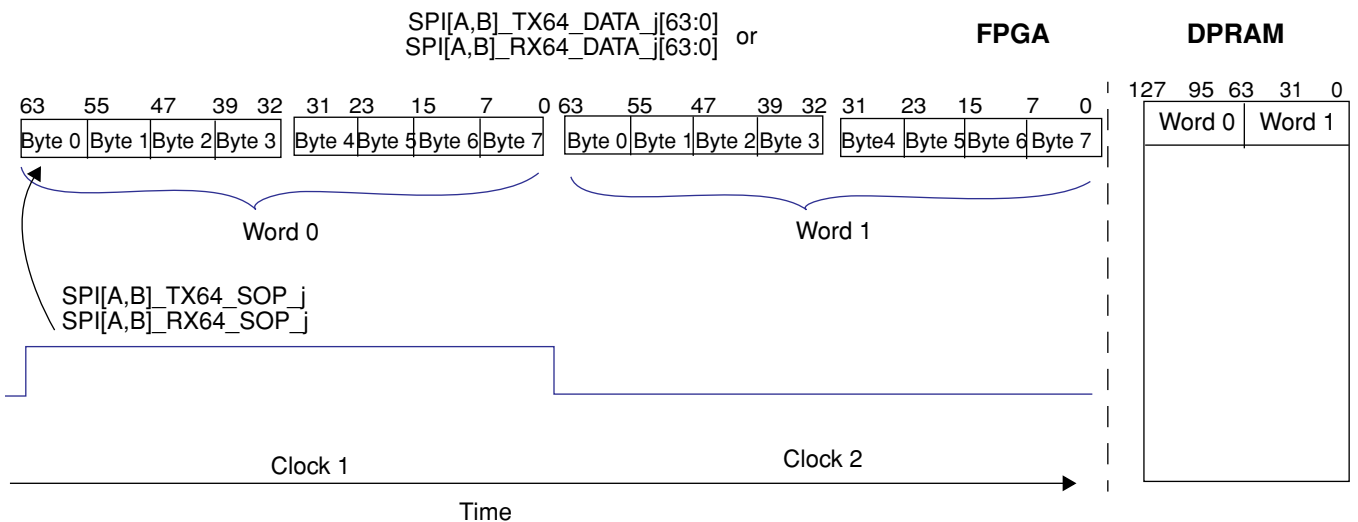 SPI[A,B]_TX64_DATA_j[63:0] or
SPI[A,B]_RX64_DATA_j[63:0]
FPGA
DPRAM
63 55 47 39 32 31 23 15 7 0 63 55 47 39 32 31 23 15 7 0
127 95 63 31 0
Byte 0 Byte 1 Byte 2 Byte 3 Byte 4 Byte 5 Byte 6 Byte 7 Byte 0 Byte 1 Byte 2 Byte 3 Byte4 Byte 5 Byte 6 Byte 7
Word 0 Word 1
Word 0 Word 1
SPI[A,B]_TX64_SOP_j
SPI[A,B]_RX64_SOP_j
Clock 1 Clock 2
Time